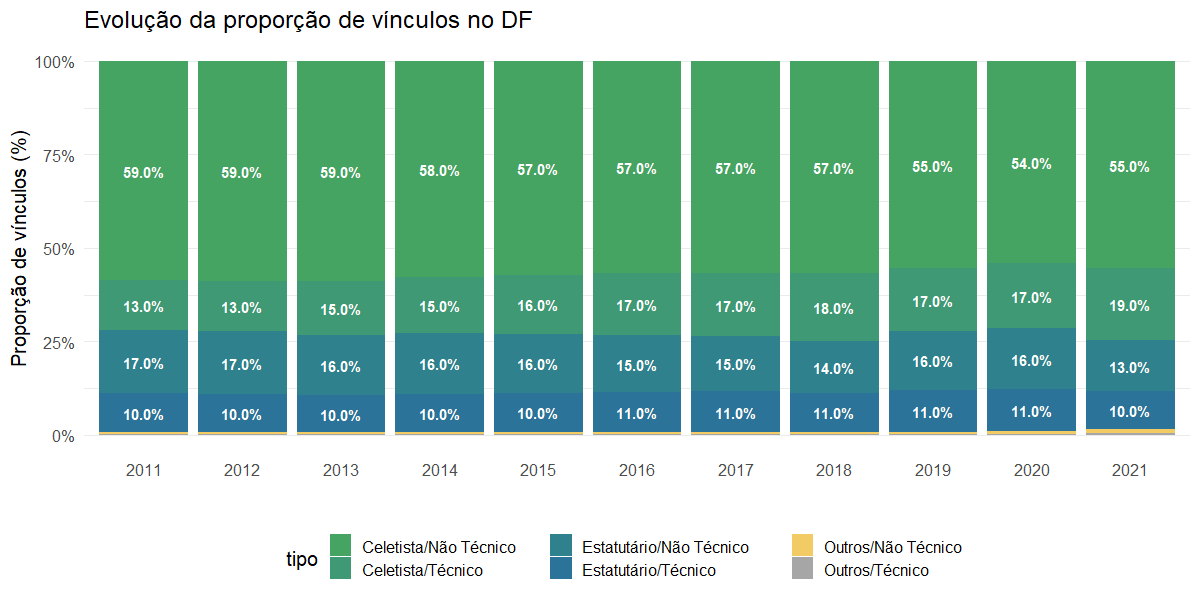 Evolução da proporção de vínculos no DF
Proporção de vínculos (%)
100%
75%
50%
25%
0%
59.0% 59.0% 59.0% 58.0% 57.0% 57.0% 57.0% 57.0% 55.0% 54.0% 55.0%
13.0% 13.0% 15.0% 15.0% 16.0% 17.0% 17.0% 18.0% 17.0% 17.0% 19.0%
17.0% 17.0% 16.0% 16.0% 16.0% 15.0% 15.0% 14.0% 16.0% 16.0% 13.0%
10.0% 10.0% 10.0% 10.0% 10.0% 11.0% 11.0% 11.0% 11.0% 11.0% 10.0%
2011 2012 2013 2014 2015 2016 2017 2018 2019 2020 2021
tipo
Celetista/Não Técnico Estatutário/Não Técnico Outros/Não Técnico
Celetista/Técnico Estatutário/Técnico Outros/Técnico